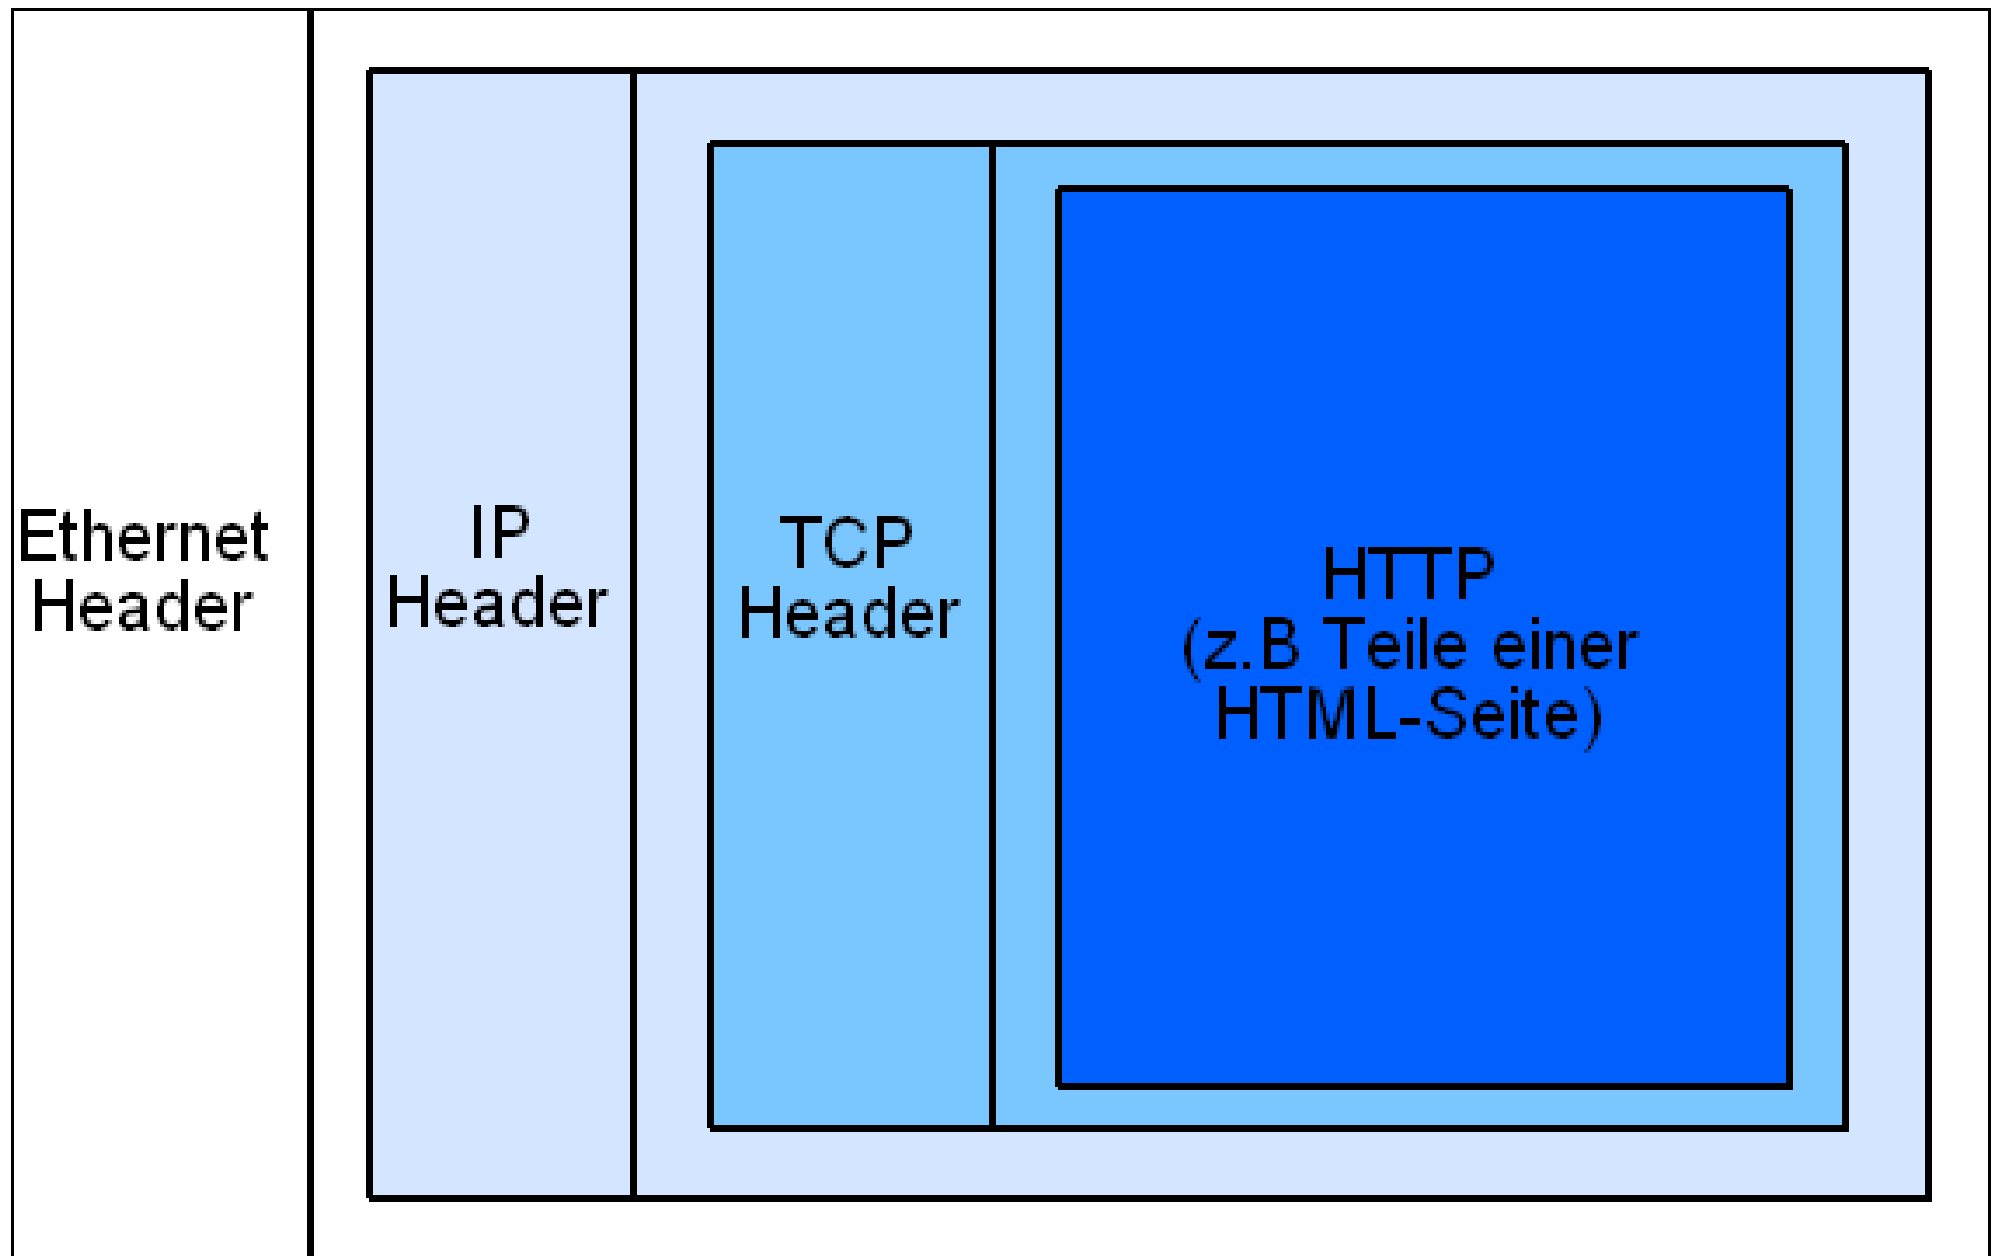 Ethernet
Header
IP
Header
TCP
Header
HTTP
(z.B Teile einer
HTML-Seite)